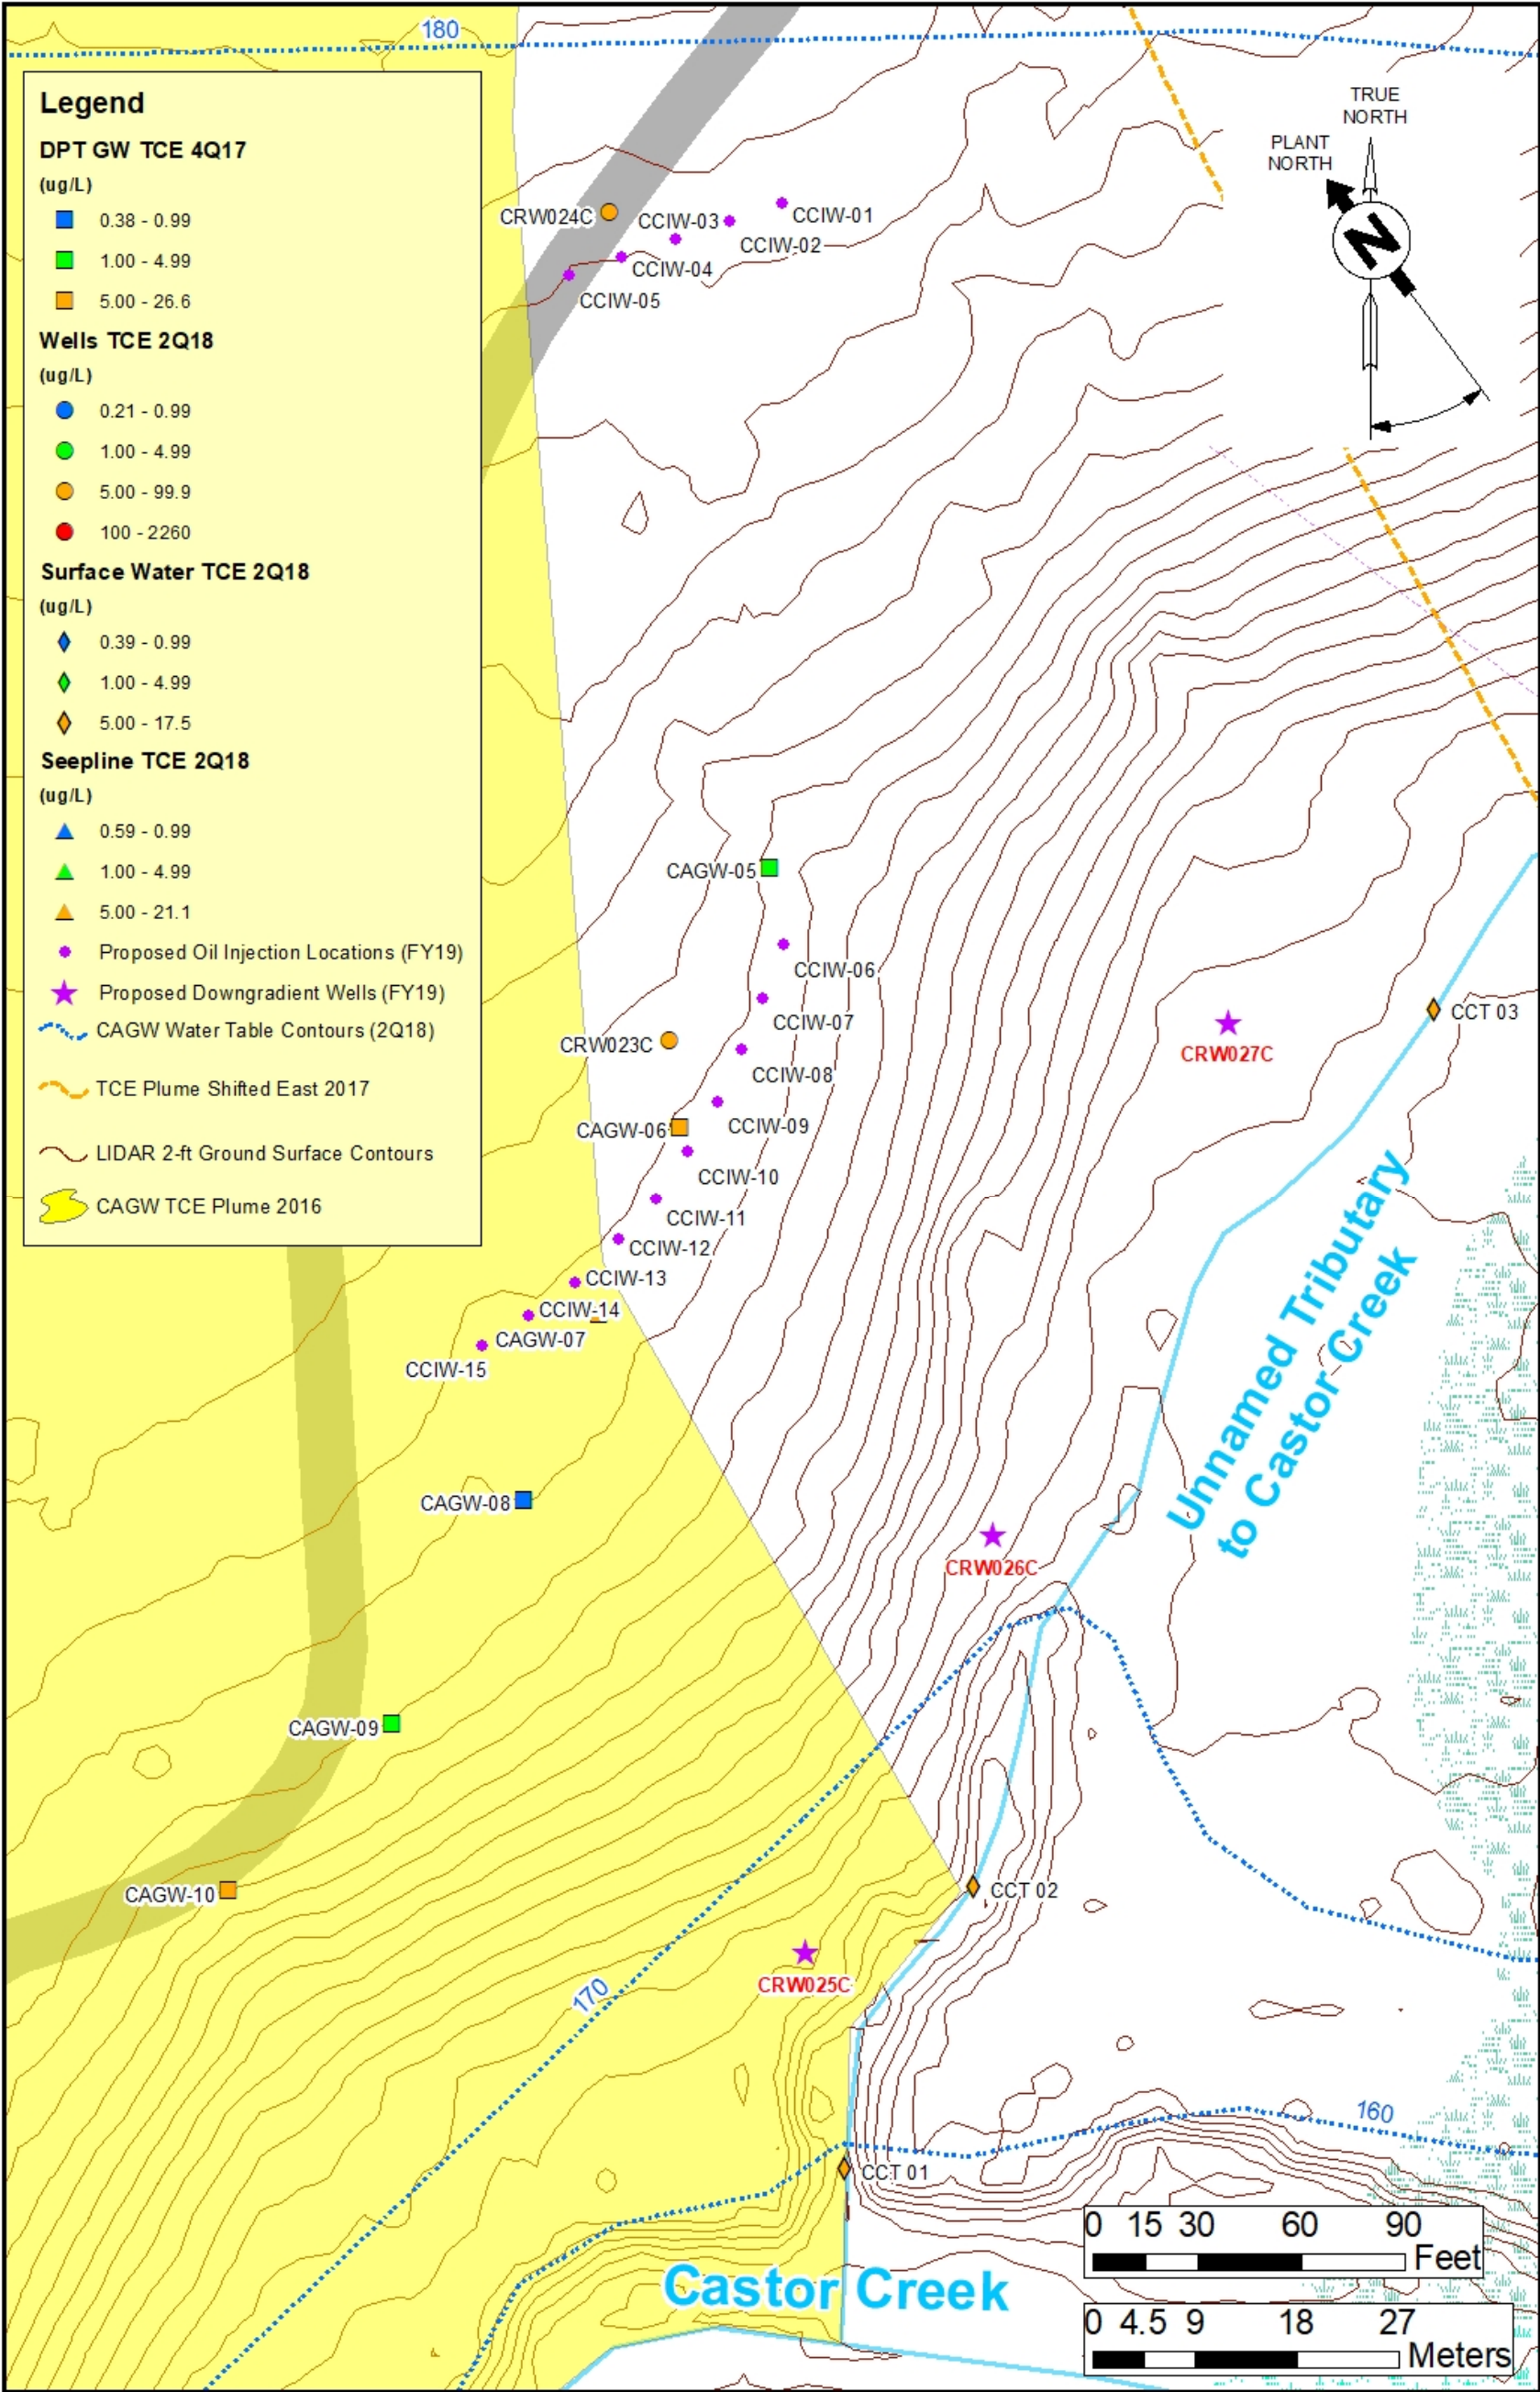 180
Legend
DPT GW TCE 4Q17
(ug/L)
0.38 - 0.99
1.00 - 4.99
5.00 - 26.6
Wells TCE 2Q18
(ug/L)
0.21 - 0.99
1.00 - 4.99
5.00 - 99.9
100 - 2260
Surface Water TCE 2Q18
(ug/L)
0.39 - 0.99
1.00 - 4.99
5.00 - 17.5
Seepline TCE 2Q18
(ug/L)
0.59 - 0.99
1.00 - 4.99
5.00 - 21.1
Proposed Oil Injection Locations (FY19)
Proposed Downgradient Wells (FY19)
CAGW Water Table Contours (2Q18)
TCE Plume Shifted East 2017
LIDAR 2-ft Ground Surface Contours
CAGW TCE Plume 2016
TRUE
NORTH
PLANT
NORTH
N
CRW024C
CCIW-03
CCIW-01
CCIW-02
CCIW-04
CCIW-05
CAGW-05
CCIW-06
CCIW-07
CRW023C
CCIW-08
CAGW-06
CCIW-09
CCIW-10
CCIW-11
CCIW-12
CCIW-13
CCIW-14
CAGW-07
CCIW-15
CCT 03
CRW027C
Unnamed Tributary
to Castor Creek
CAGW-08
CRW026C
CAGW-09
CAGW-10
CCT 02
CRW025C
170
160
CCT 01
Castor Creek
0 15 30 60 90
Feet
0 4.5 9 18 27
Meters